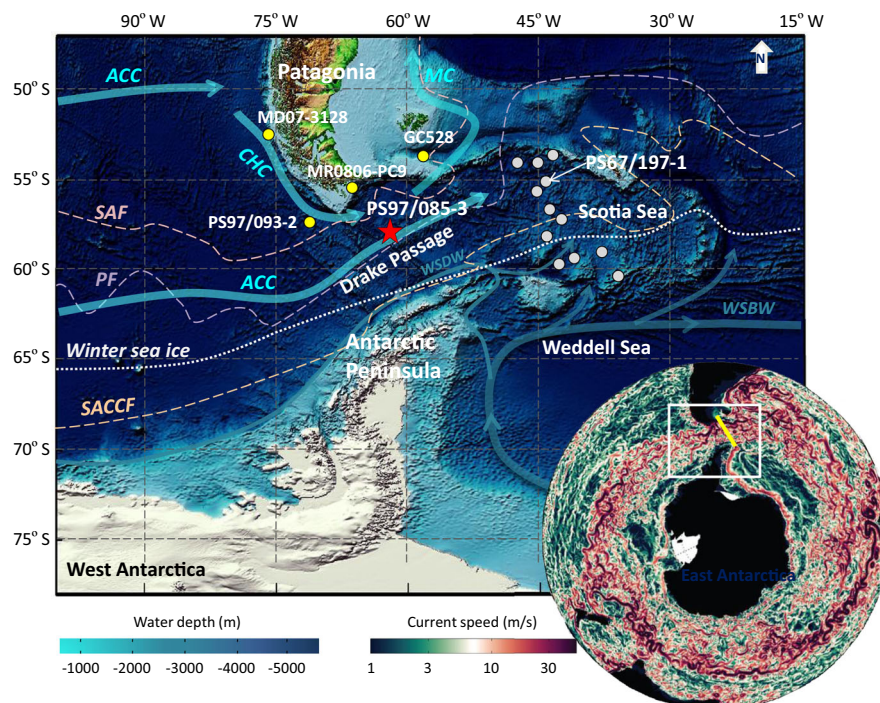 90° W 75° W 60° W 45° W 30° W 15° W
50° S
55° S
60° S
65° S
70° S
75° S
N
ACC
Patagonia
MC
MD07-3128
GC528
CHC
MR0806-PC9
PS67/197-1
SAF
PS97/093-2
PS97/085-3
Scotia Sea
Drake Passage
PF
ACC
WSDW
WSBW
Winter sea ice
Antarctic
Peninsula
Weddell Sea
SACCF
West Antarctica
East Antarctica
Water depth (m)
-1000 -2000 -3000 -4000 -5000
Current speed (m/s)
1 3 10 30